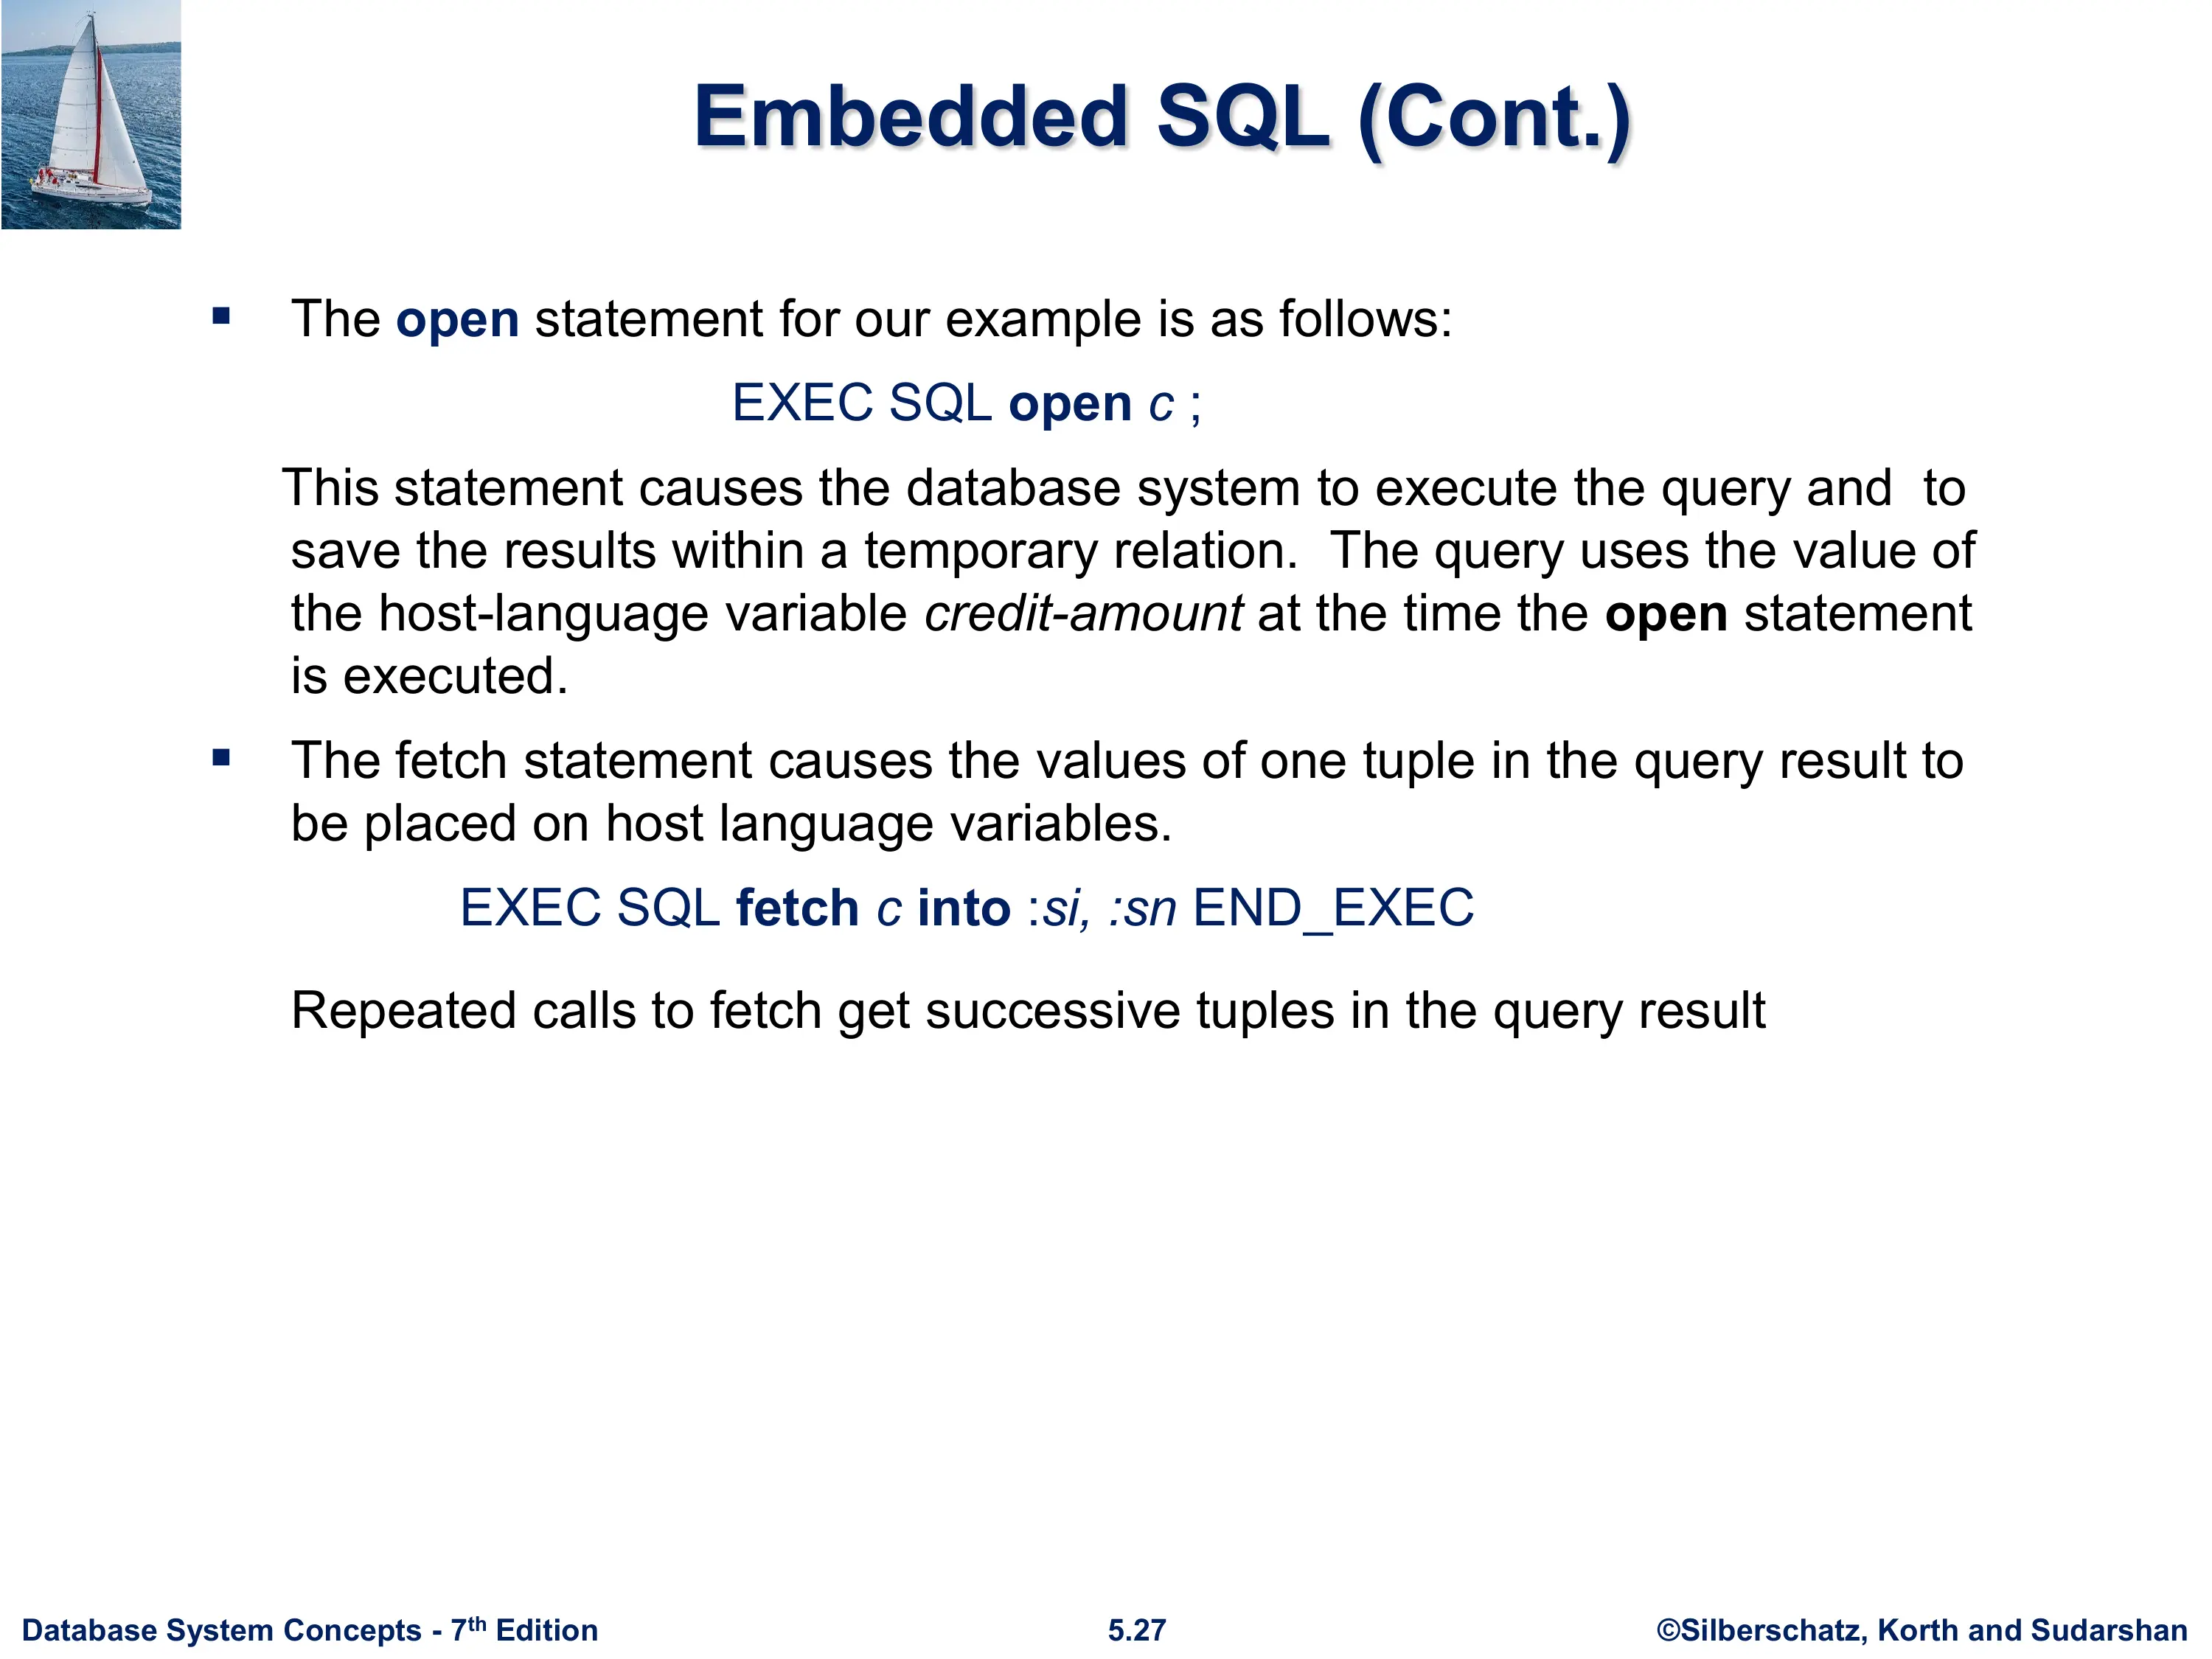 Embedded SQL (Cont.)
▪ The open statement for our example is as follows:
EXEC SQL open c ;
This statement causes the database system to execute the query and  to
save the results within a temporary relation.  The query uses the value of
the host-language variable credit-amount at the time the open statement
is executed.
▪ The fetch statement causes the values of one tuple in the query result to
be placed on host language variables.
EXEC SQL fetch c into :si, :sn END_EXEC
Repeated calls to fetch get successive tuples in the query result
Database System Concepts - 7th Edition
5.27
©Silberschatz, Korth and Sudarshan